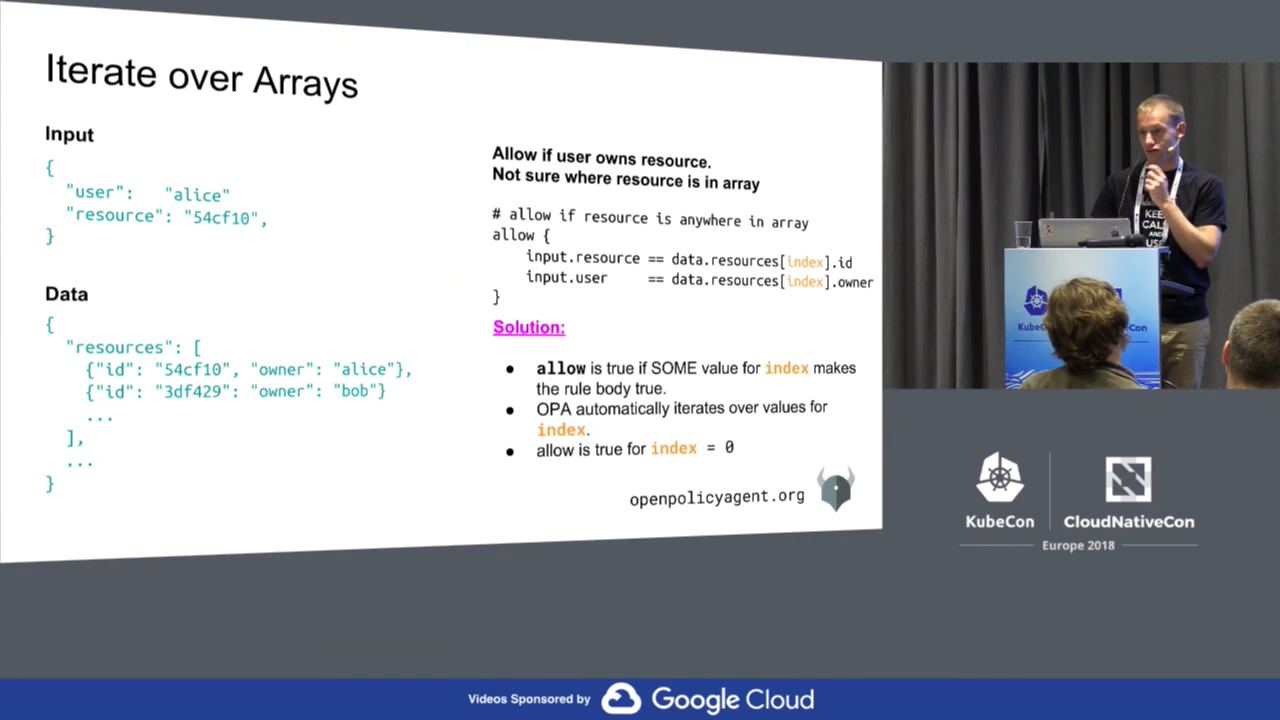 Iterate over Arrays
Input
{
"user": "alice"
"resource": "54cf10",
}
Data
{
"resources": [
{"id": "54cf10", "owner": "alice"},
{"id": "3df429": "owner": "bob"}
...
],
...
}
Allow if user owns resource.
Not sure where resource is in array
# allow if resource is anywhere in array
allow {
input.resource == data.resources[index].id
input.user == data.resources[index].owner
}
Solution:
● allow is true if SOME value for index makes
the rule body true.
● OPA automatically iterates over values for
index.
● allow is true for index = 0
openpolicyagent.org
KEEP
CALM
AND
USE
KubeCon
CloudNativeCon
Europe 2018
Videos Sponsored by Google Cloud